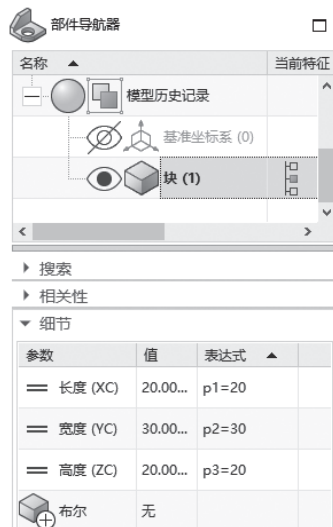 部件导航器
名称 当前特征
模型历史记录
基准坐标系 (0)
块 (1)
搜索
相关性
细节
参数 值 表达式
长度 (XC) 20.00... p1=20
宽度 (YC) 30.00... p2=30
高度 (ZC) 20.00... p3=20
布尔 无